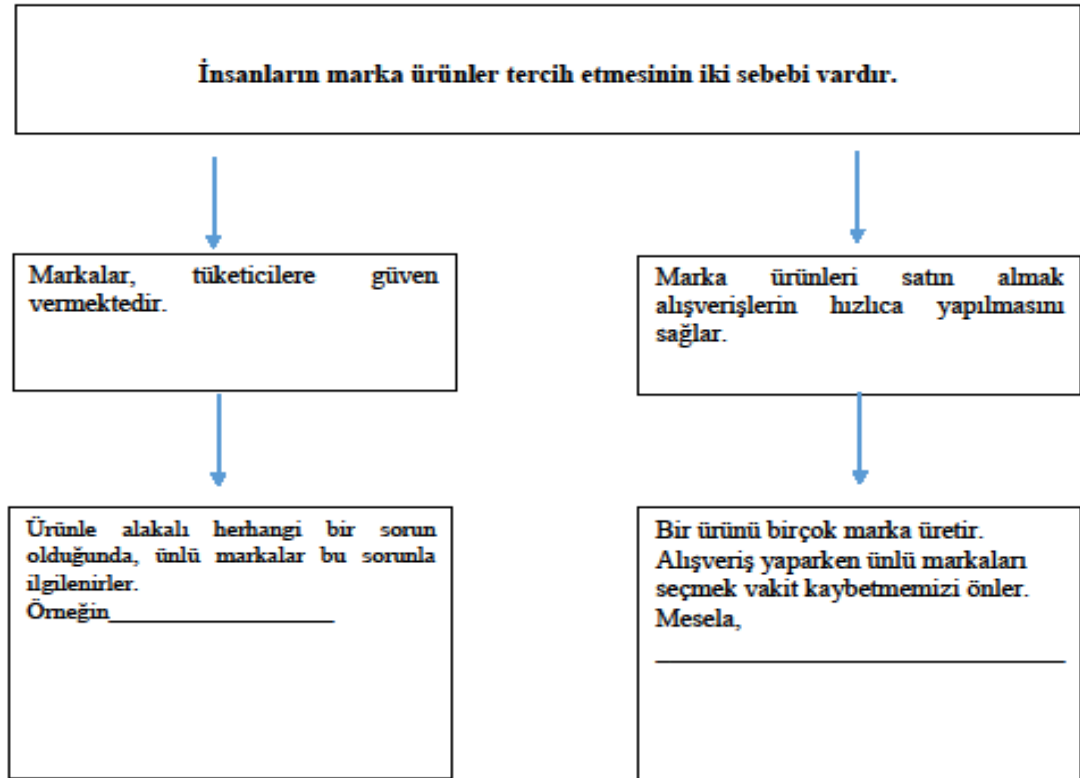 İnsanların marka ürünler tercih etmesinin iki sebebi vardır.
Markalar, tüketicilere güven
vermektedir.
Marka ürünleri satın almak
alışverişlerin hızlıca yapılmasını
sağlar.
Ürünle alakalı herhangi bir sorun
olduğunda, ünlü markalar bu sorunla
ilgilenirler.
Örneğin____________________
Bir ürünü birçok marka üretir.
Alışveriş yaparken ünlü markaları
seçmek vakit kaybetmemizi önler.
Mesela,
__________________________________